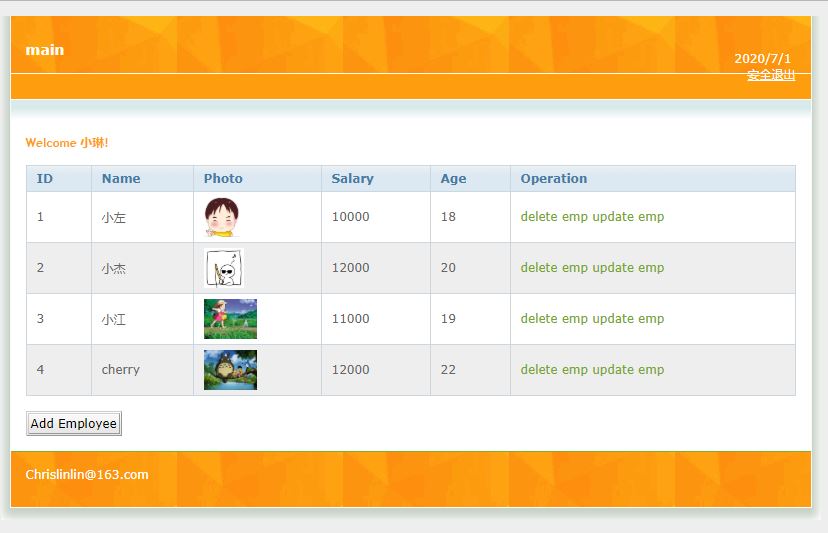 main
2020/7/1
安全退出
Welcome 小琳!
ID Name Photo Salary Age Operation
1 小左 10000 18 delete emp update emp
2 小杰 12000 20 delete emp update emp
3 小江 11000 19 delete emp update emp
4 cherry 12000 22 delete emp update emp
Add Employee
Chrislinlin@163.com